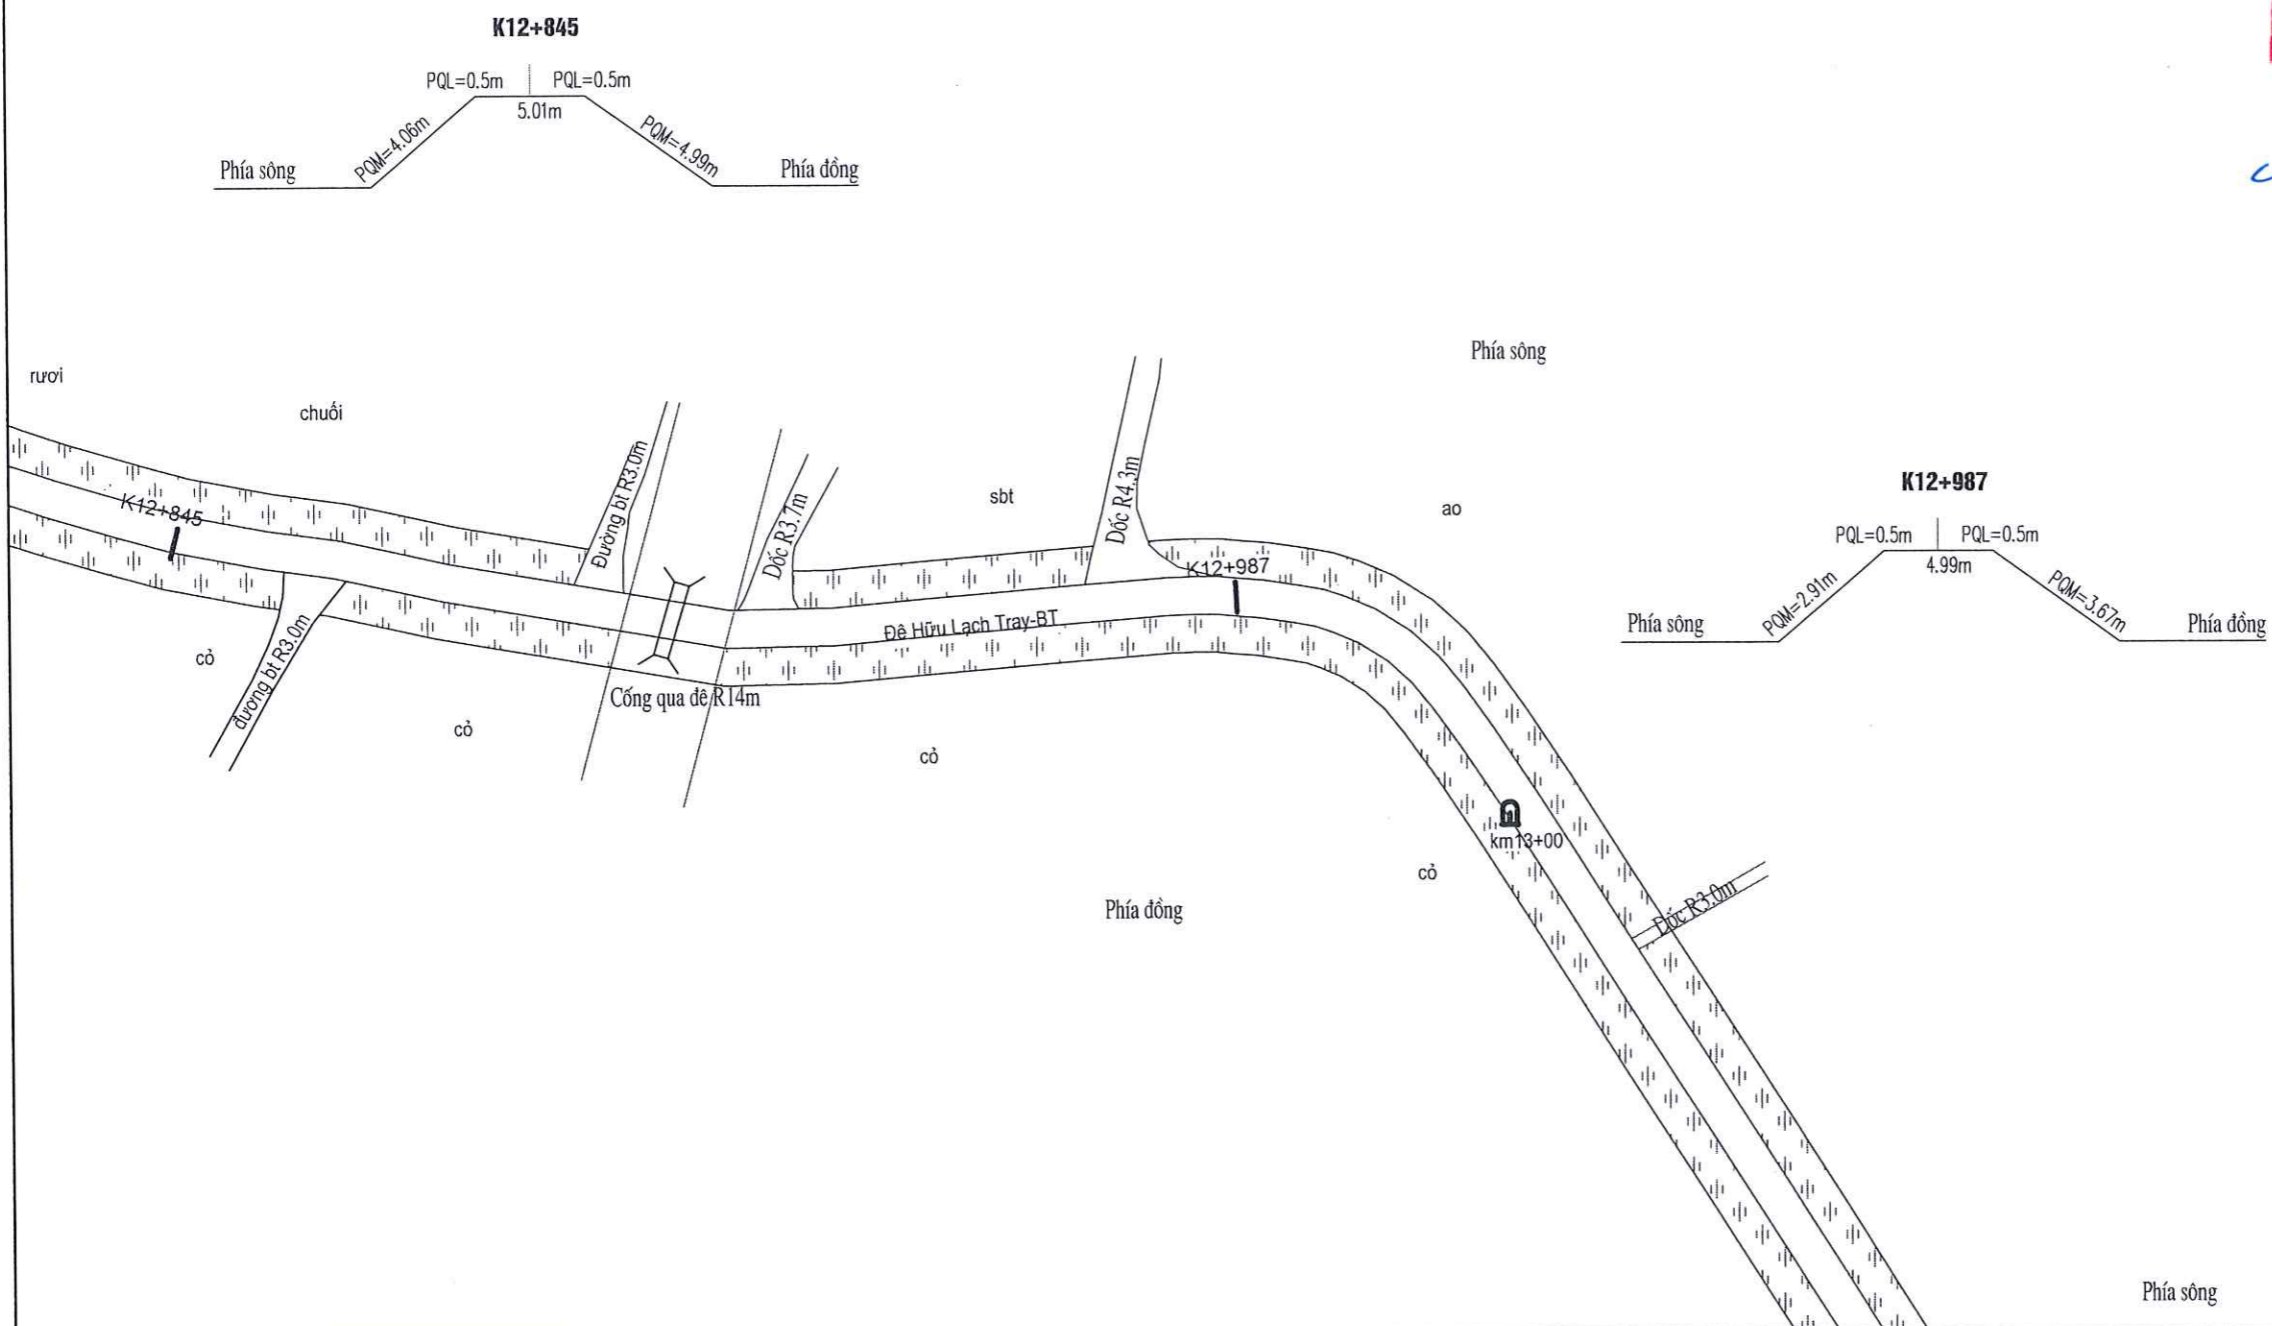 K12+845
PQL=0.5m PQL=0.5m
5.01m
PQM=4.06m
PQM=4.99m
Phía sông
Phía đồng
Phía sông
rươi
chuối
K12+845
Đường bt R3.0m
Dốc R3.7m
sbt
Dốc R4.3m
ao
K12+987
K12+987
PQL=0.5m PQL=0.5m
4.99m
PQM=2.91m
PQM=3.67m
Phía sông
Phía đồng
Đê Hữu Lạch Tray-BT
cỏ
đương bt R3.0m
Cống qua đê R14m
cỏ
cỏ
km13+00
cỏ
Dốc R3.0m
Phía đồng
Phía sông